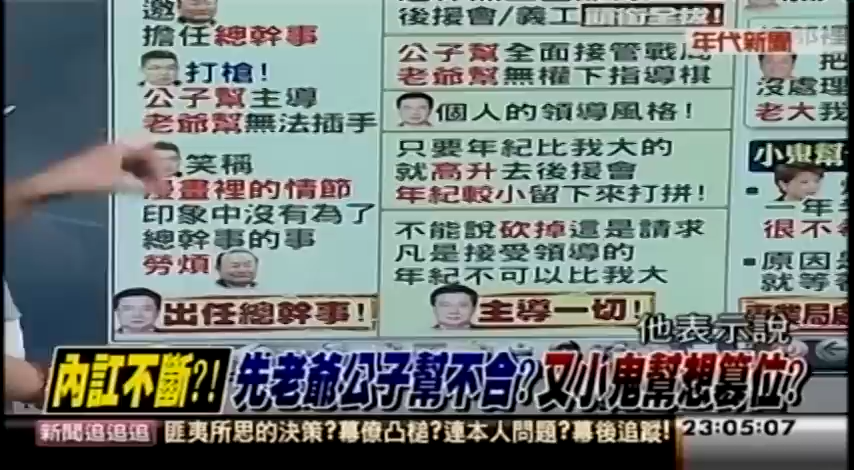 邀
擔任總幹事
打槍!
公子幫主導
老爺幫無法插手
笑稱
漫畫裡的情節
印象中沒有為了
總幹事的事
勞煩
出任總幹事!
後援會/義工
公子幫全面接管戰
老爺幫無權下指導棋
個人的領導風格!
只要年紀比我大的
就高升去後援會
年紀較小留下來打拼!
不能說砍掉這是請求
凡是接受領導的
年紀不可以比我大
主導一切!
年代新聞
把
沒處理
老大我
小鬼幫
一年
很不
原因是
就等
他表示說
內訌不斷?! 先老爺公子幫不合?又小鬼幫想篡位?
新聞追追追 匪夷所思的決策?幕僚凸槌?連本人問題?幕後追蹤! 23:05:07